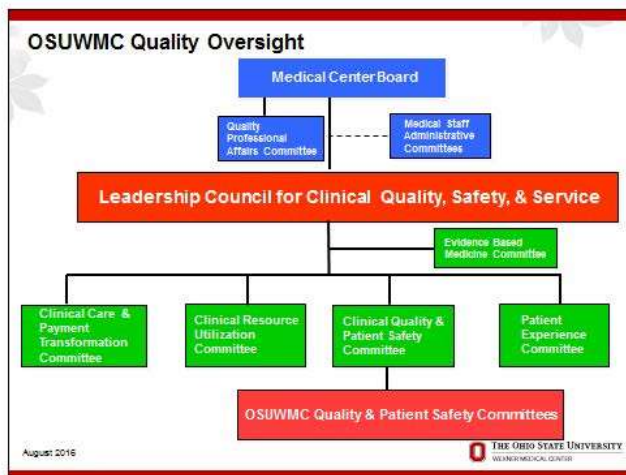 OSUWMC Quality Oversight
Medical Center Board
Quality
Professional
Affairs Committee
Medical Staff
Administrative
Committees
Leadership Council for Clinical Quality, Safety, & Service
Evidence Based
Medicine Committee
Clinical Care &
Payment
Transformation
Committee
Clinical Resource
Utilization
Committee
Clinical Quality &
Patient Safety
Committee
Patient
Experience
Committee
OSUWMC Quality & Patient Safety Committees
August 2016
THE OHIO STATE UNIVERSITY
WEXNER MEDICAL CENTER